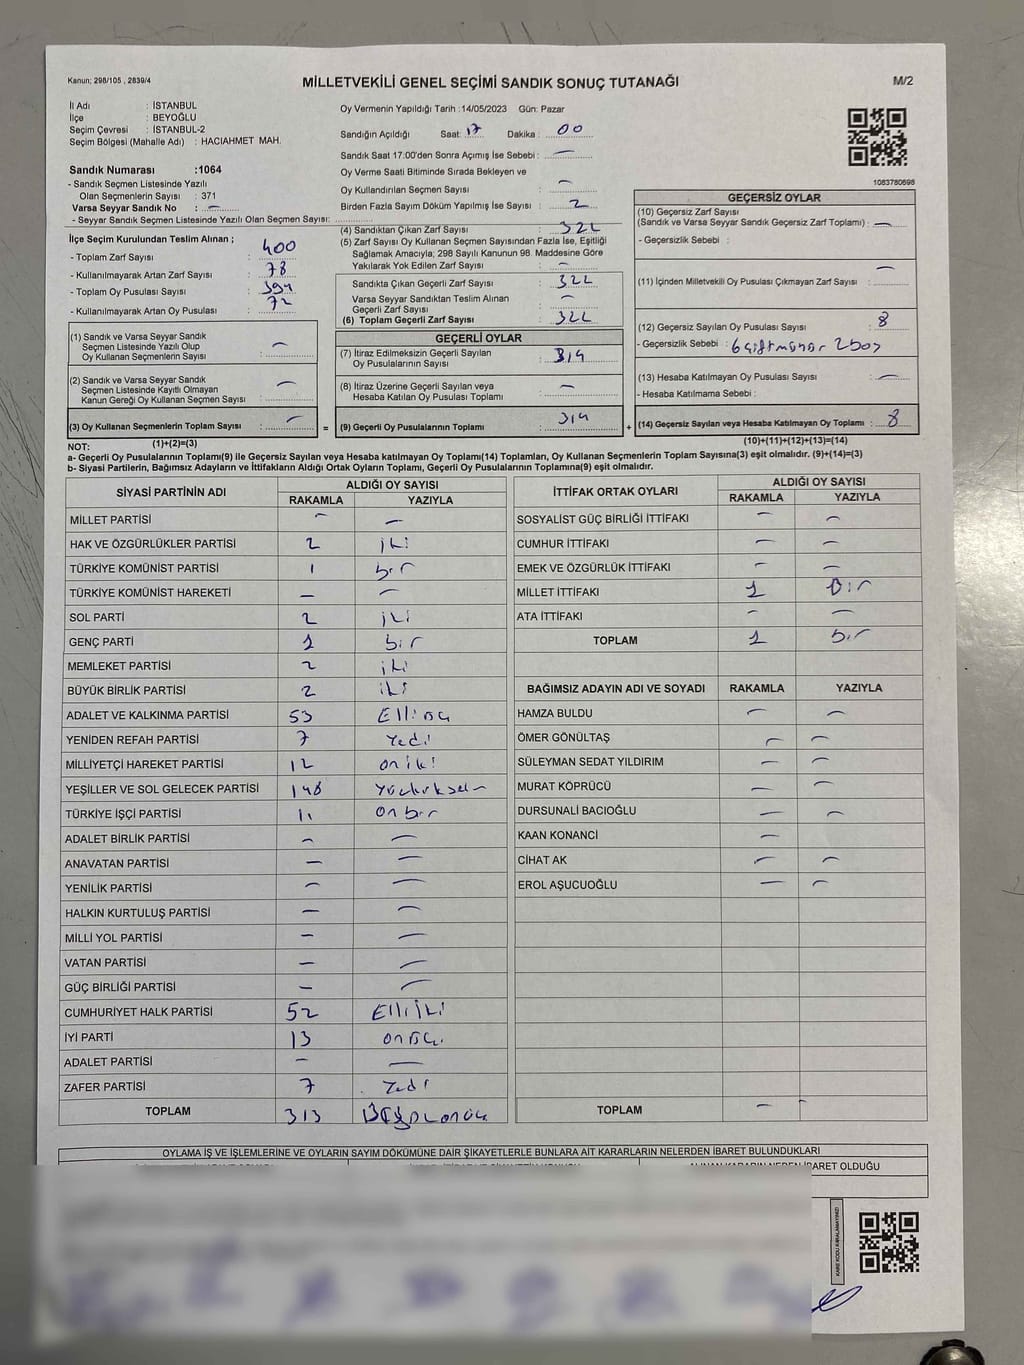 Kanun; 298/105 , 2839/4
MİLLETVEKİLİ GENEL SEÇİMİ SANDIK SONUÇ TUTANAĞI
M/2
İl Adı : İSTANBUL
İlçe : BEYOĞLU
Seçim Çevresi : İSTANBUL-2
Seçim Bölgesi (Mahalle Adı) : HACIAHMET MAH.
Sandık Numarası :1064
- Sandık Seçmen Listesinde Yazılı
Olan Seçmenlerin Sayısı : 371
Varsa Seyyar Sandık No : —
- Seyyar Sandık Seçmen Listesinde Yazılı Olan Seçmen Sayısı:
Oy Vermenin Yapıldığı Tarih :14/05/2023 Gün: Pazar
Sandığın Açıldığı Saat: 17 Dakika : 00
Sandık Saat 17:00'den Sonra Açımış İse Sebebi : —
Oy Verme Saati Bitiminde Sırada Bekleyen ve
Oy Kullandırılan Seçmen Sayısı : —
Birden Fazla Sayım Döküm Yapılmış İse Sayısı : 2
1083780698
İlçe Seçim Kurulundan Teslim Alınan ;
- Toplam Zarf Sayısı : 400
- Kullanılmayarak Artan Zarf Sayısı : 78
- Toplam Oy Pusulası Sayısı : 394
- Kullanılmayarak Artan Oy Pusulası : 72
(1) Sandık ve Varsa Seyyar Sandık
Seçmen Listesinde Yazılı Olup
Oy Kullanan Seçmenlerin Sayısı : —
(2) Sandık ve Varsa Seyyar Sandık
Seçmen Listesinde Kayıtlı Olmayan
Kanun Gereği Oy Kullanan Seçmen Sayısı : —
(3) Oy Kullanan Seçmenlerin Toplam Sayısı : —
(4) Sandıktan Çıkan Zarf Sayısı : 322
(5) Zarf Sayısı Oy Kullanan Seçmen Sayısından Fazla İse, Eşitliği
Sağlamak Amacıyla; 298 Sayılı Kanunun 98. Maddesine Göre
Yakılarak Yok Edilen Zarf Sayısı : —
Sandıkta Çıkan Geçerli Zarf Sayısı : 322
Varsa Seyyar Sandıktan Teslim Alınan
Geçerli Zarf Sayısı : —
(6) Toplam Geçerli Zarf Sayısı : 322
GEÇERLİ OYLAR
(7) İtiraz Edilmeksizin Geçerli Sayılan
Oy Pusulasının Sayısı : 314
(8) İtiraz Üzerine Geçerli Sayılan veya
Hesaba Katılan Oy Pusulası Toplamı : —
= (9) Geçerli Oy Pusulalarının Toplamı : 314
GEÇERSİZ OYLAR
(10) Geçersiz Zarf Sayısı
(Sandık ve Varsa Seyyar Sandık Geçersiz Zarf Toplamı) : —
- Geçersizlik Sebebi :
(11) İçinden Milletvekili Oy Pusulası Çıkmayan Zarf Sayısı : —
(12) Geçersiz Sayılan Oy Pusulası Sayısı : 8
- Geçersizlik Sebebi : 6 çift mühür 2 boş
(13) Hesaba Katılmayan Oy Pusulası Sayısı : —
- Hesaba Katılmama Sebebi :
+ (14) Geçersiz Sayılan veya Hesaba Katılmayan Oy Toplamı : 8
NOT: (1)+(2)=(3)
(10)+(11)+(12)+(13)=(14)
a- Geçerli Oy Pusulalarının Toplamı(9) ile Geçersiz Sayılan veya Hesaba katılmayan Oy Toplamı(14) Toplamları, Oy Kullanan Seçmenlerin Toplam Sayısına(3) eşit olmalıdır. (9)+(14)=(3)
b- Siyasi Partilerin, Bağımsız Adayların ve İttifakların Aldığı Ortak Oyların Toplamı, Geçerli Oy Pusulalarının Toplamına(9) eşit olmalıdır.
SİYASİ PARTİNİN ADI ALDIĞI OY SAYISI
RAKAMLA YAZIYLA
MİLLET PARTİSİ — —
HAK VE ÖZGÜRLÜKLER PARTİSİ 2 iki
TÜRKİYE KOMÜNİST PARTİSİ 1 bir
TÜRKİYE KOMÜNİST HAREKETİ — —
SOL PARTİ 2 iki
GENÇ PARTİ 1 bir
MEMLEKET PARTİSİ 2 iki
BÜYÜK BİRLİK PARTİSİ 2 iki
ADALET VE KALKINMA PARTİSİ 53 Elliüç
YENİDEN REFAH PARTİSİ 7 Yedi
MİLLİYETÇİ HAREKET PARTİSİ 12 oniki
YEŞİLLER VE SOL GELECEK PARTİSİ 148
TÜRKİYE İŞÇİ PARTİSİ 11 Onbir
ADALET BİRLİK PARTİSİ — —
ANAVATAN PARTİSİ — —
YENİLİK PARTİSİ — —
HALKIN KURTULUŞ PARTİSİ — —
MİLLİ YOL PARTİSİ — —
VATAN PARTİSİ — —
GÜÇ BİRLİĞİ PARTİSİ — —
CUMHURİYET HALK PARTİSİ 52 Elliiki
İYİ PARTİ 13 onüç
ADALET PARTİSİ — —
ZAFER PARTİSİ 7 Yedi
TOPLAM 313 Üçyüzonüç
İTTİFAK ORTAK OYLARI ALDIĞI OY SAYISI
RAKAMLA YAZIYLA
SOSYALİST GÜÇ BİRLİĞİ İTTİFAKI — —
CUMHUR İTTİFAKI — —
EMEK VE ÖZGÜRLÜK İTTİFAKI — —
MİLLET İTTİFAKI 1 Bir
ATA İTTİFAKI — —
TOPLAM 1 bir
BAĞIMSIZ ADAYIN ADI VE SOYADI RAKAMLA YAZIYLA
HAMZA BULDU — —
ÖMER GÖNÜLTAŞ — —
SÜLEYMAN SEDAT YILDIRIM — —
MURAT KÖPRÜCÜ — —
DURSUNALİ BACIOĞLU — —
KAAN KONANCİ —
CİHAT AK — —
EROL AŞUCUOĞLU — —
TOPLAM —
OYLAMA İŞ VE İŞLEMLERİNE VE OYLARIN SAYIM DÖKÜMÜNE DAİR ŞİKAYETLERLE BUNLARA AİT KARARLARIN NELERDEN İBARET BULUNDUKLARI
ALINAN KARARIN NEDEN İBARET OLDUĞU
KARE KODU KARALAMAYINIZ!